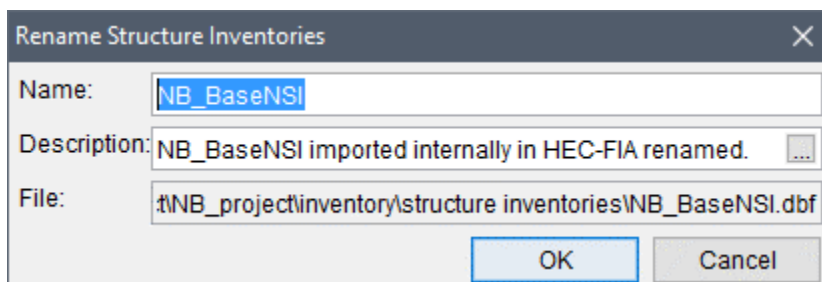 Rename Structure Inventories
Name: NB_BaseNSI
Description: NB_BaseNSI imported internally in HEC-FIA renamed. ...
File: :t\NB_project\inventory\structure inventories\NB_BaseNSI.dbf
OK Cancel